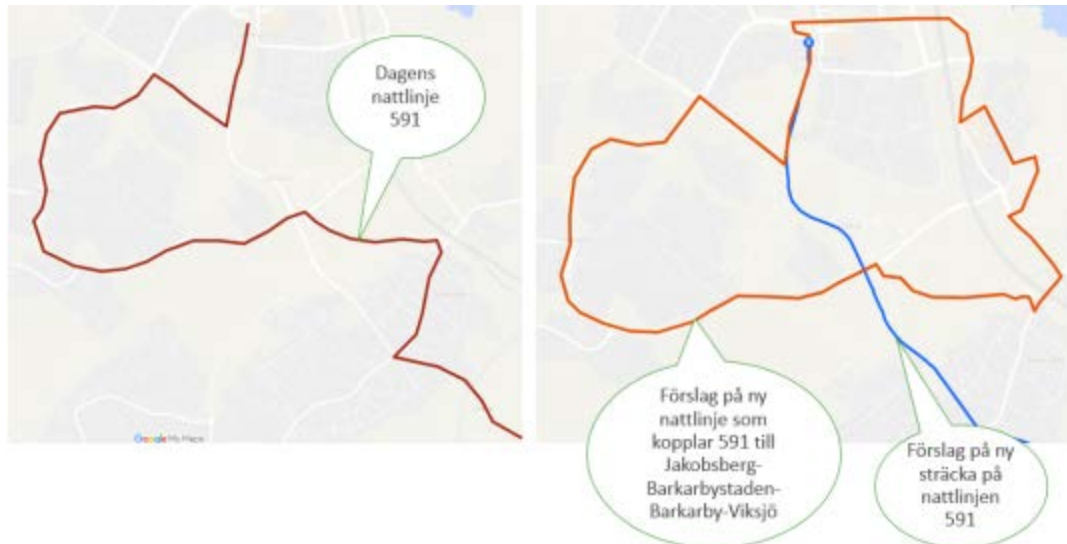 Dagens
nattlinje
591
Google My Maps
Förslag på ny
nattlinje som
kopplar 591 till
Jakobsberg-
Barkarbystaden-
Barkarby-Viksjö
Förslag på ny
sträcka på
nattlinjen
591